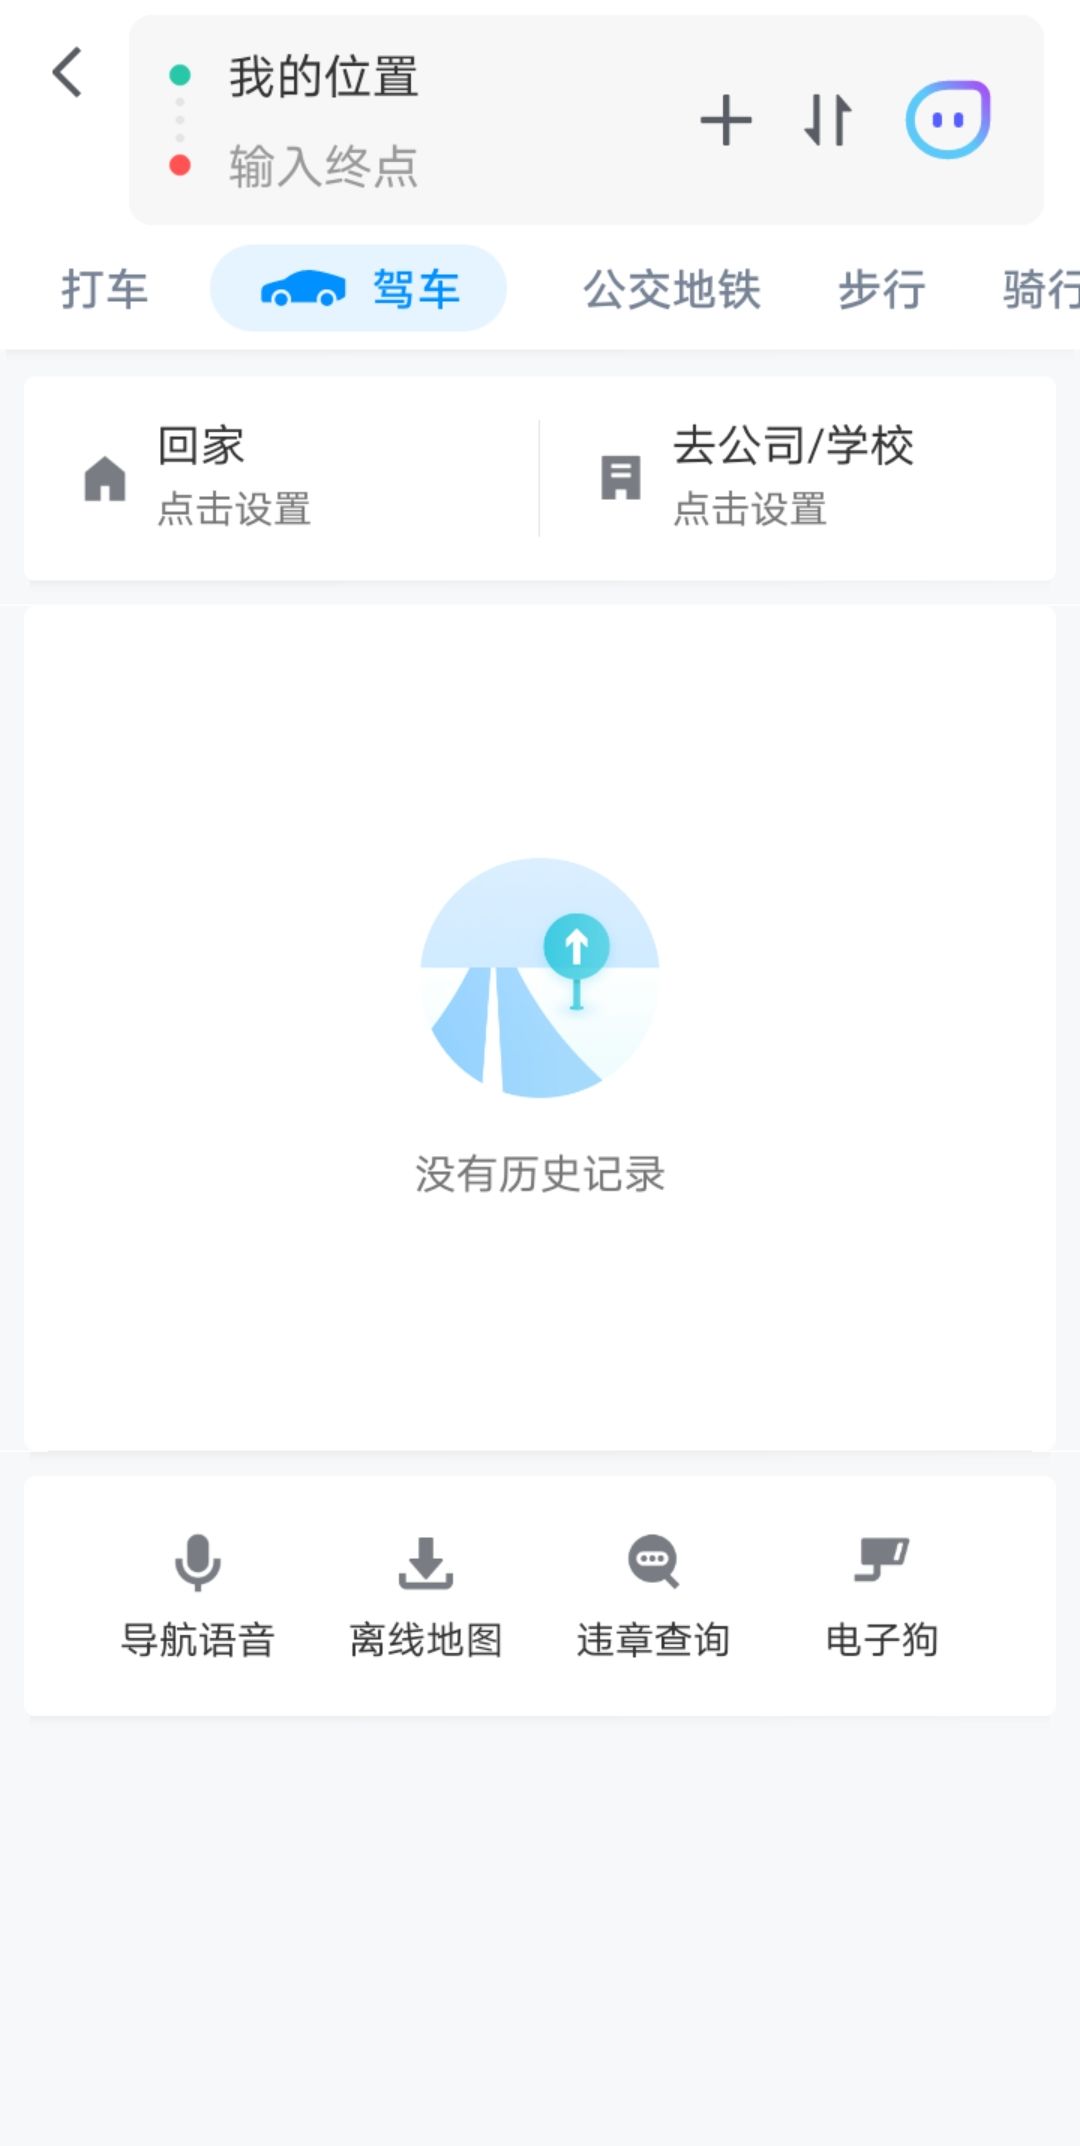 我的位置
输入终点
打车 驾车 公交地铁 步行 骑行
回家 去公司/学校
点击设置 点击设置
没有历史记录
导航语音 离线地图 违章查询 电子狗